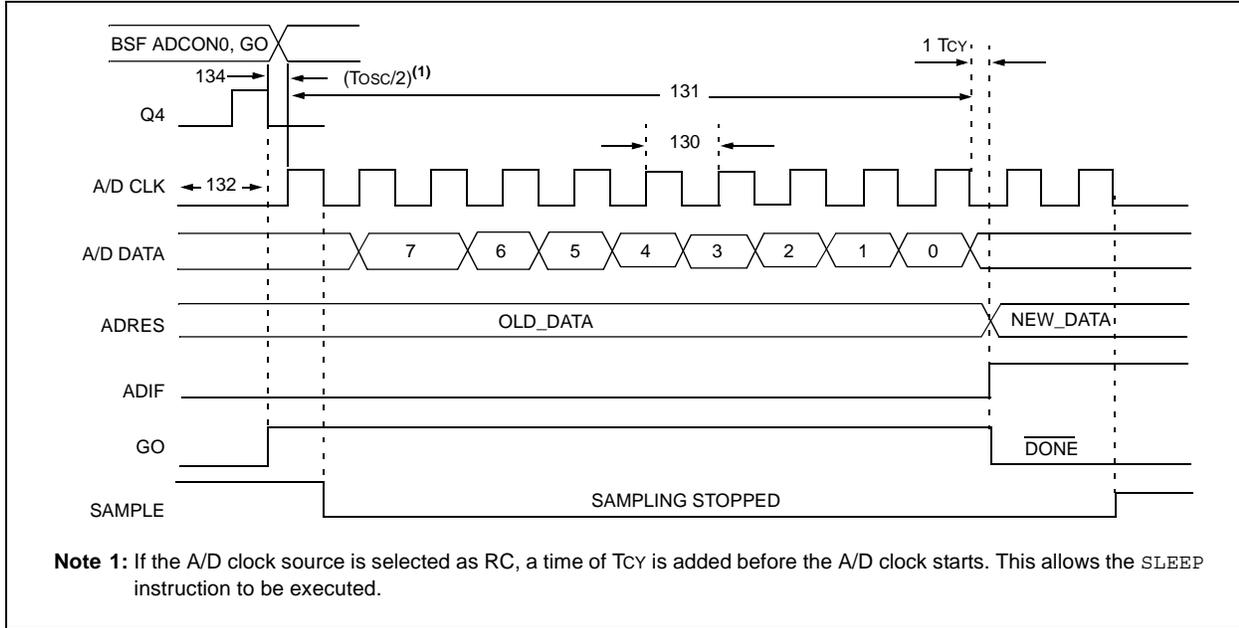 BSF ADCON0, GO
1 TCY
134
(TOSC/2)(1)
131
Q4
130
A/D CLK
132
A/D DATA
7 6 5 4 3 2 1 0
ADRES
OLD_DATA
NEW_DATA
ADIF
GO
DONE
SAMPLE
SAMPLING STOPPED
Note 1: If the A/D clock source is selected as RC, a time of TCY is added before the A/D clock starts. This allows the SLEEP
instruction to be executed.